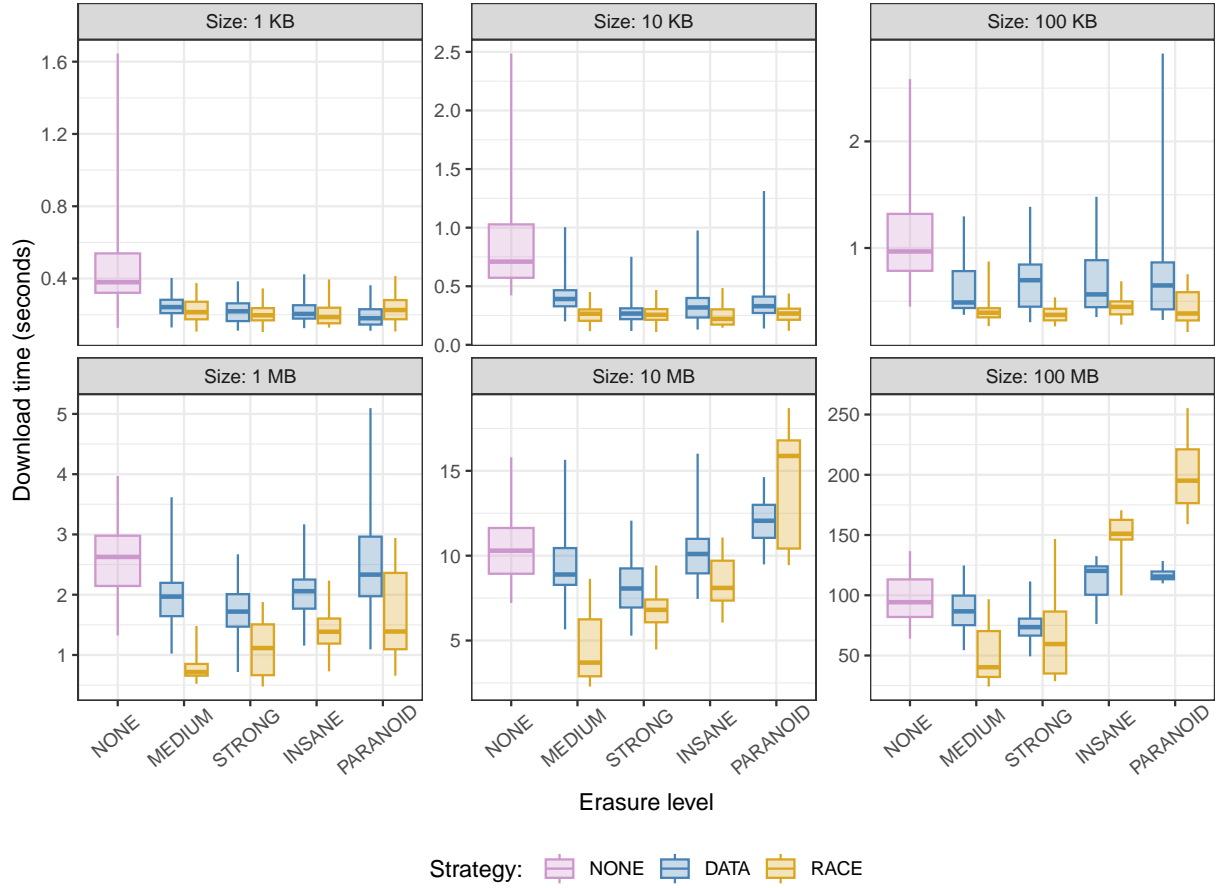 Size: 1 KB
Size: 10 KB
Size: 100 KB
1.6
1.2
0.8
0.4
2.5
2.0
1.5
1.0
0.5
0.0
2
1
Download time (seconds)
Size: 1 MB
Size: 10 MB
Size: 100 MB
5
4
3
2
1
15
10
5
250
200
150
100
50
NONE MEDIUM STRONG INSANE PARANOID
NONE MEDIUM STRONG INSANE PARANOID
NONE MEDIUM STRONG INSANE PARANOID
Erasure level
Strategy: NONE DATA RACE